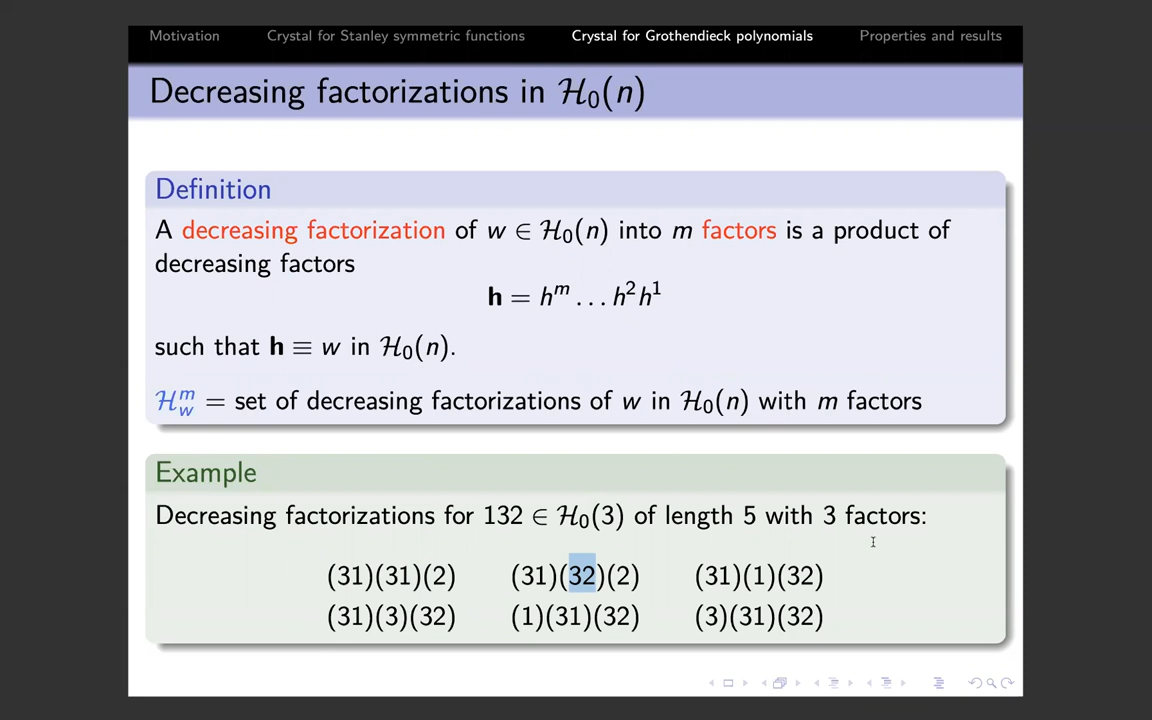 Motivation Crystal for Stanley symmetric functions Crystal for Grothendieck polynomials Properties and results
Decreasing factorizations in ℋ₀(n)
Definition
A decreasing factorization of w ∈ ℋ₀(n) into m factors is a product of
decreasing factors
h = hᵐ … h²h¹
such that h ≡ w in ℋ₀(n).
ℋ_w^m = set of decreasing factorizations of w in ℋ₀(n) with m factors
Example
Decreasing factorizations for 132 ∈ ℋ₀(3) of length 5 with 3 factors:
(31)(31)(2) (31)(32)(2) (31)(1)(32)
(31)(3)(32) (1)(31)(32) (3)(31)(32)